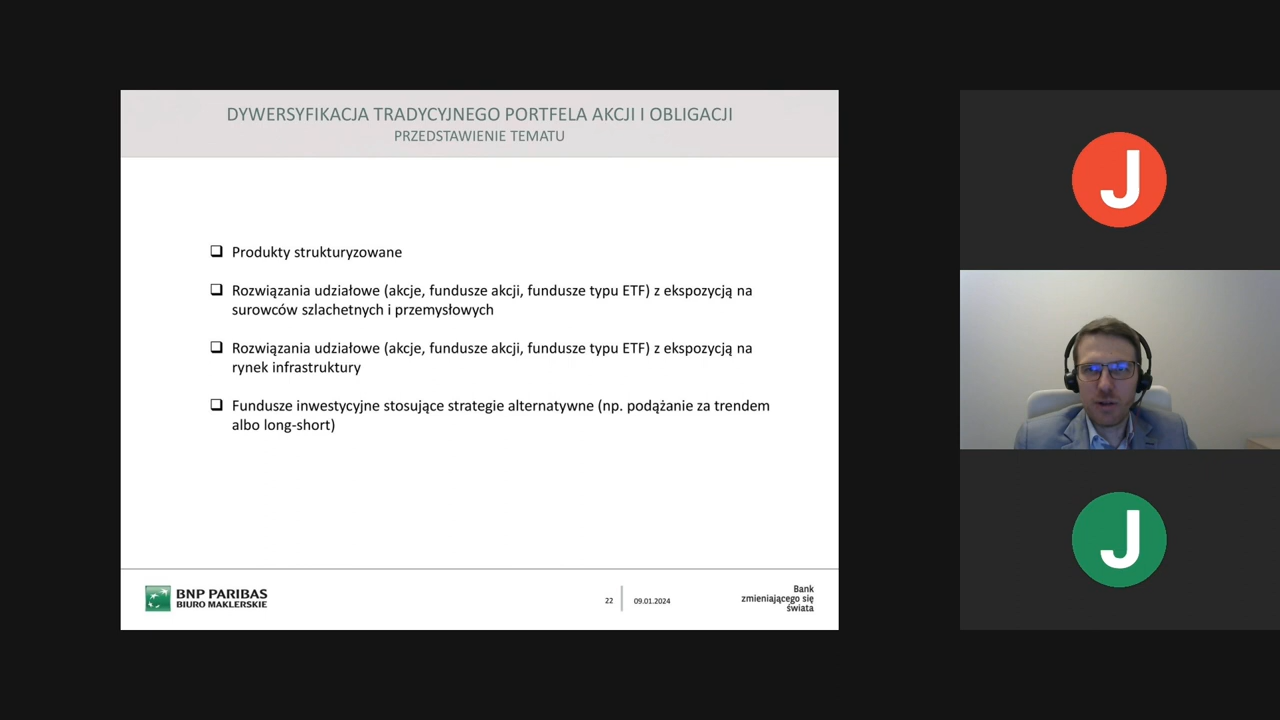 DYWERSYFIKACJA TRADYCYJNEGO PORTFELA AKCJI I OBLIGACJI
PRZEDSTAWIENIE TEMATU
Produkty strukturyzowane
Rozwiązania udziałowe (akcje, fundusze akcji, fundusze typu ETF) z ekspozycją na
surowców szlachetnych i przemysłowych
Rozwiązania udziałowe (akcje, fundusze akcji, fundusze typu ETF) z ekspozycją na
rynek infrastruktury
Fundusze inwestycyjne stosujące strategie alternatywne (np. podążanie za trendem
albo long-short)
BNP PARIBAS
BIURO MAKLERSKIE
22
09.01.2024
Bank
zmieniającego się
świata
J
J